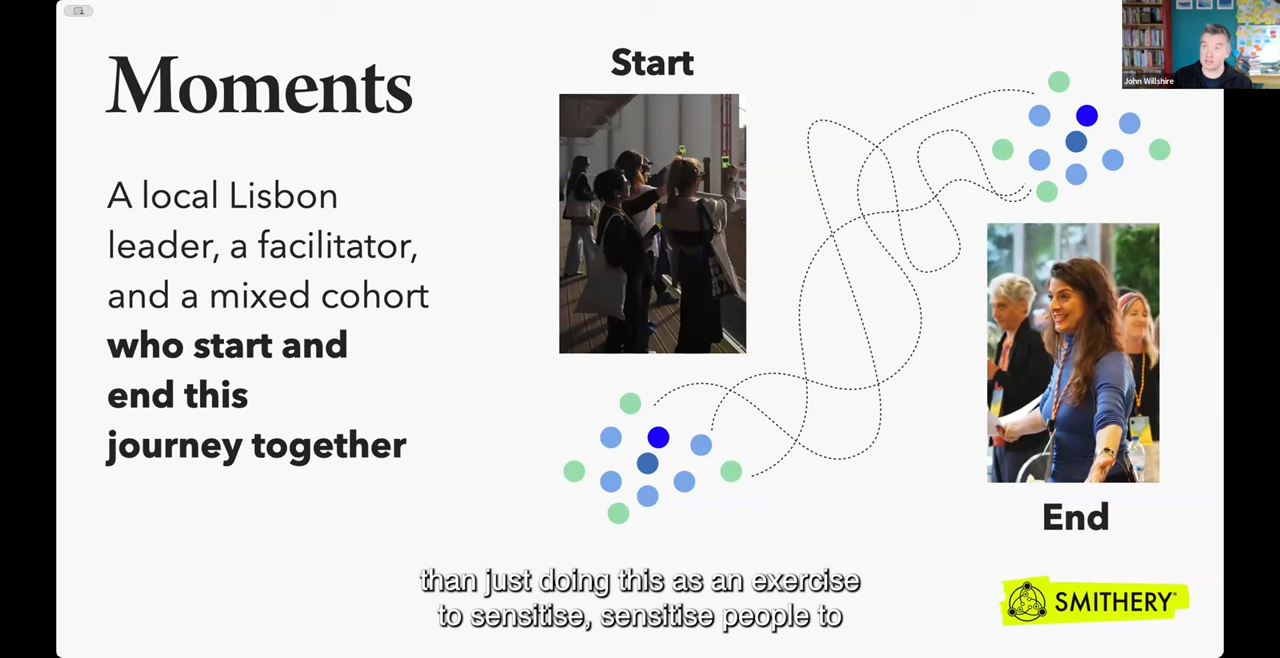 Moments
Start
A local Lisbon
leader, a facilitator,
and a mixed cohort
who start and
end this
journey together
John Willshire
End
than just doing this as an exercise
to sensitise, sensitise people to
SMITHERY